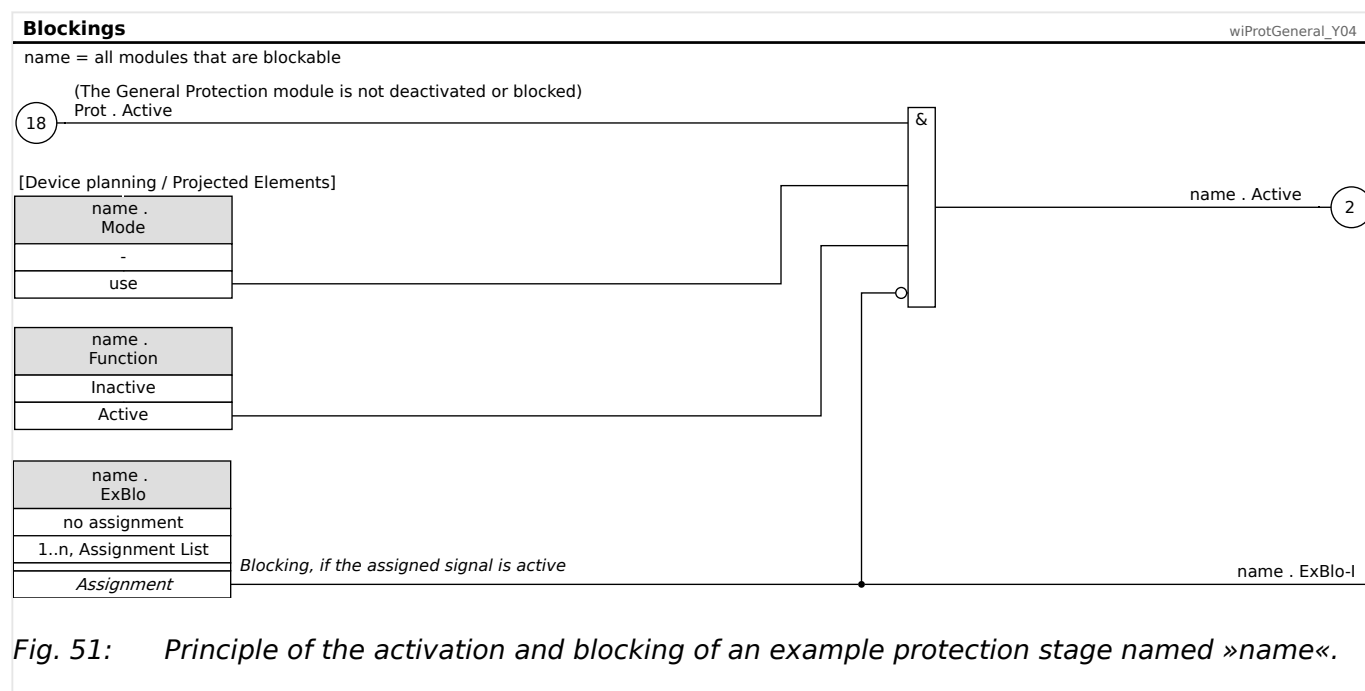 Blockings
wiProtGeneral_Y04
name = all modules that are blockable
(The General Protection module is not deactivated or blocked)
18
Prot . Active
&
[Device planning / Projected Elements]
name .
Mode
-
use
name . Active
2
name .
Function
Inactive
Active
name .
ExBlo
no assignment
1..n, Assignment List
Assignment
Blocking, if the assigned signal is active
name . ExBlo-I
Fig. 51: Principle of the activation and blocking of an example protection stage named »name«.